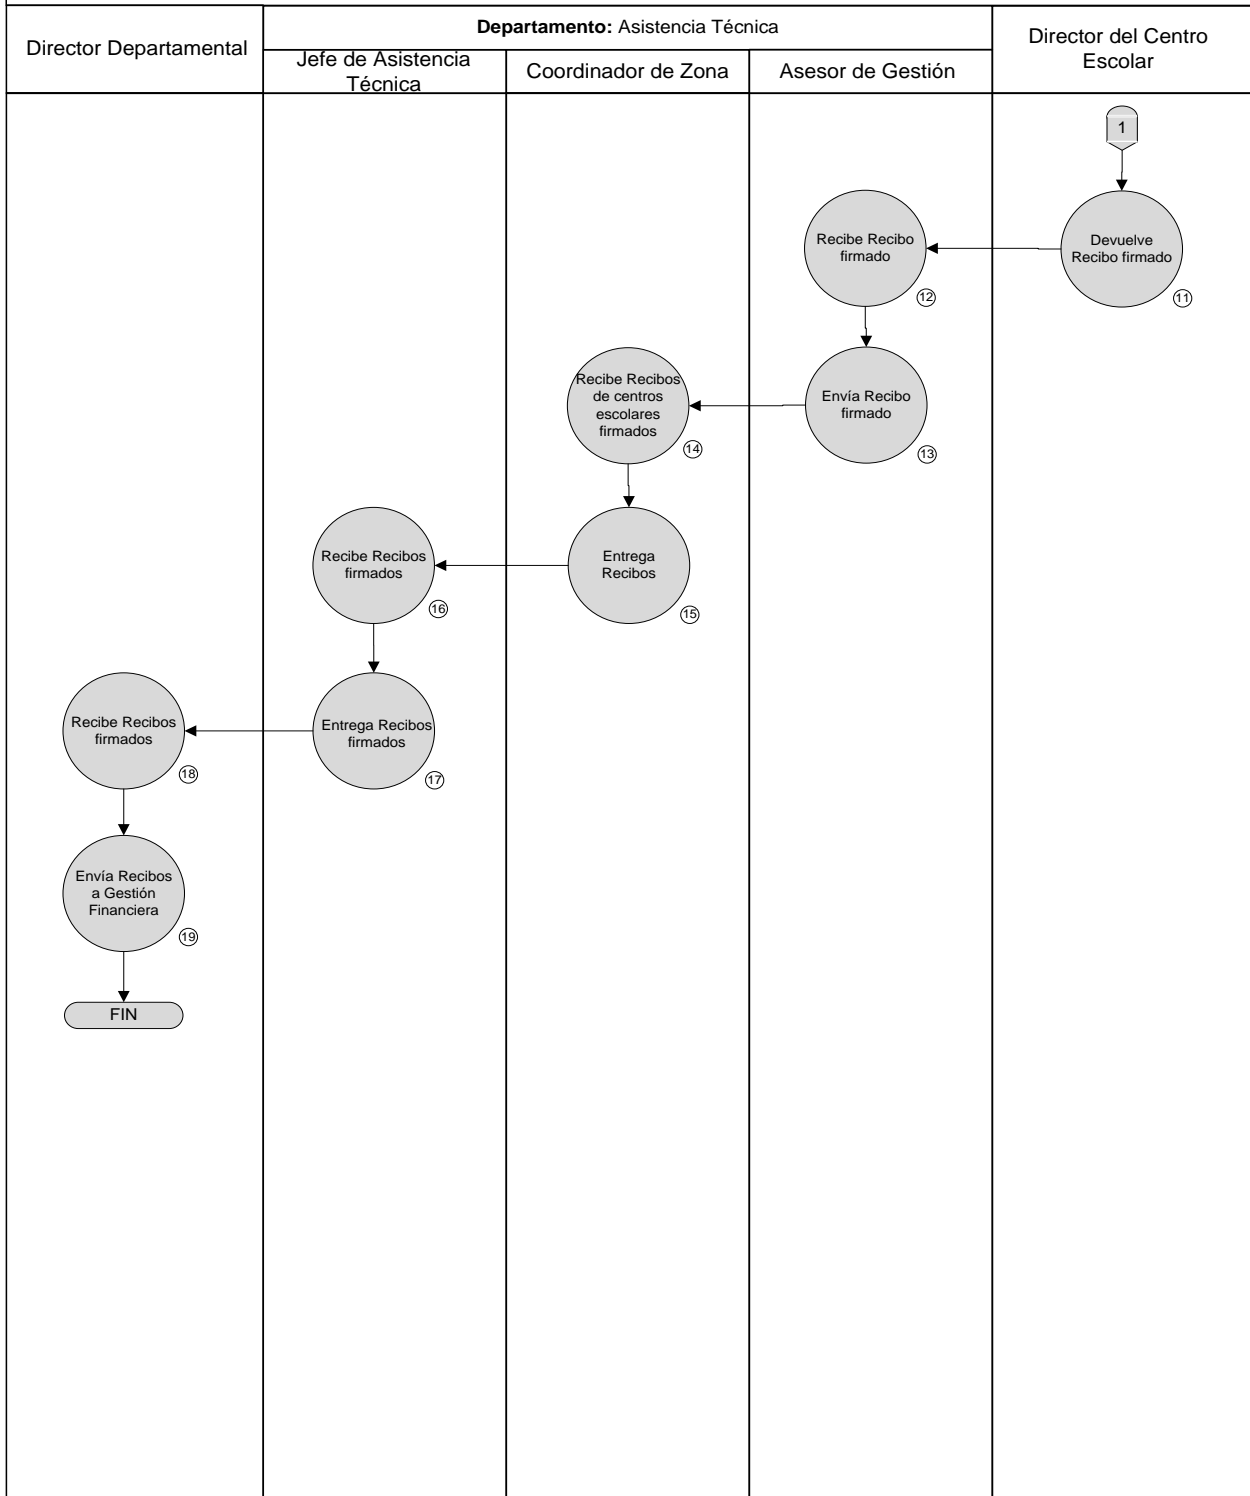 Director Departamental
Departamento: Asistencia Técnica
Director del Centro
Escolar
Jefe de Asistencia
Técnica
Coordinador de Zona
Asesor de Gestión
1
Devuelve
Recibo firmado
11
Recibe Recibo
firmado
12
Envía Recibo
firmado
13
Recibe Recibos
de centros
escolares
firmados
14
Entrega
Recibos
15
Recibe Recibos
firmados
16
Entrega Recibos
firmados
17
Recibe Recibos
firmados
18
Envía Recibos
a Gestión
Financiera
19
FIN